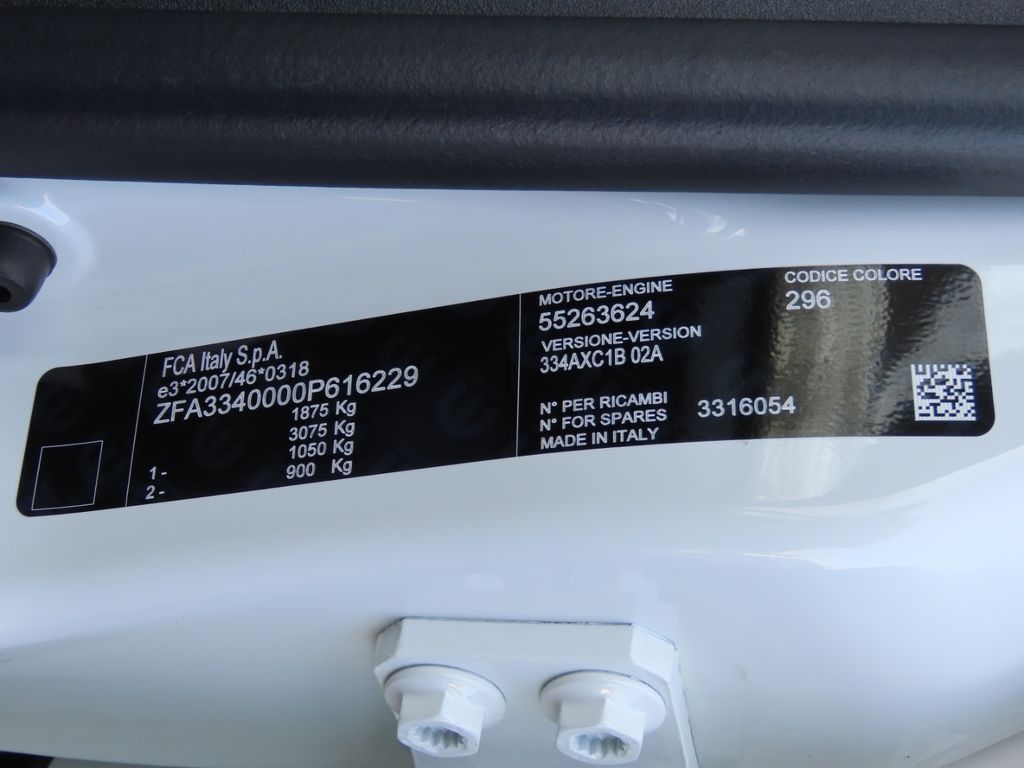 FCA Italy S.p.A.
e3*2007/46*0318
ZFA3340000P616229
1875 Kg
3075 Kg
1 - 1050 Kg
2 - 900 Kg
MOTORE-ENGINE
55263624
VERSIONE-VERSION
334AXC1B 02A
CODICE COLORE
296
N° PER RICAMBI
N° FOR SPARES 3316054
MADE IN ITALY